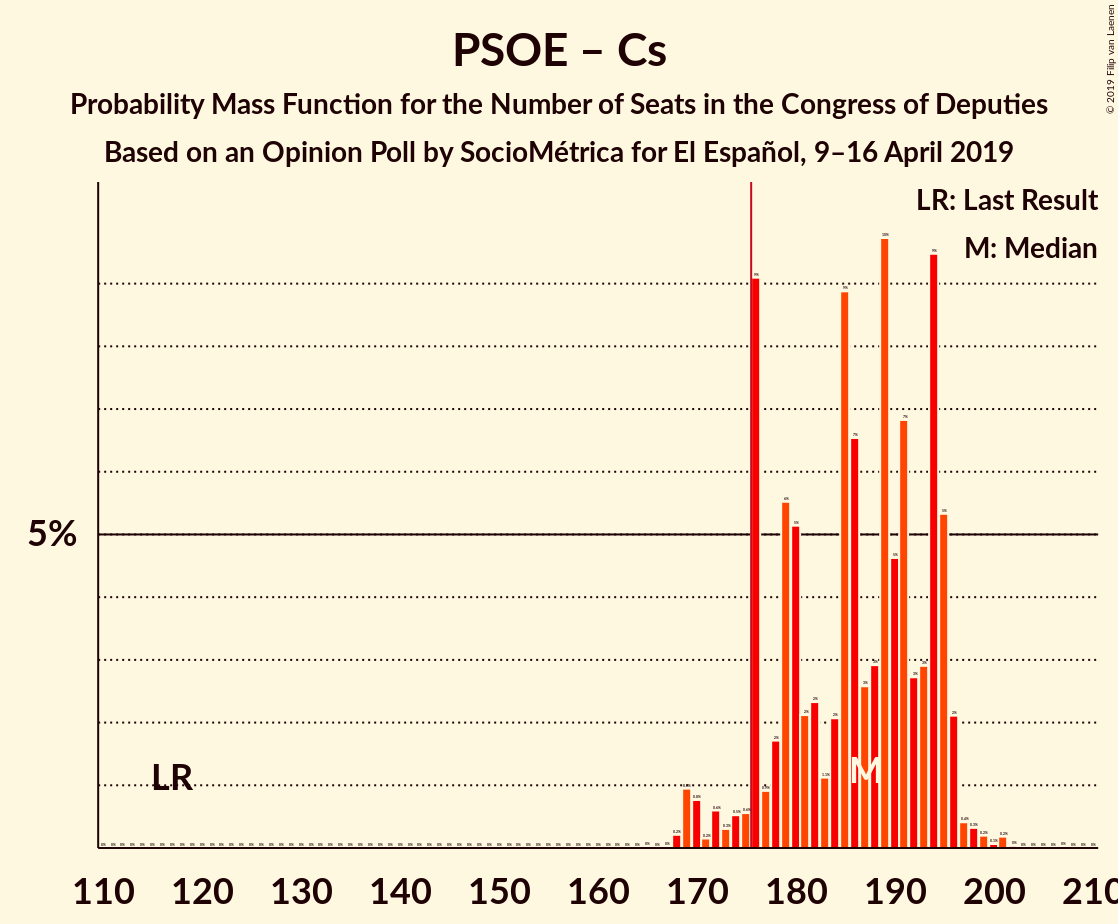 PSOE – Cs
Probability Mass Function for the Number of Seats in the Congress of Deputies
Based on an Opinion Poll by SocioMétrica for El Español, 9–16 April 2019
© 2019 Filip van Laenen
LR: Last Result
M: Median
5%
LR
M
110 120 130 140 150 160 170 180 190 200 210